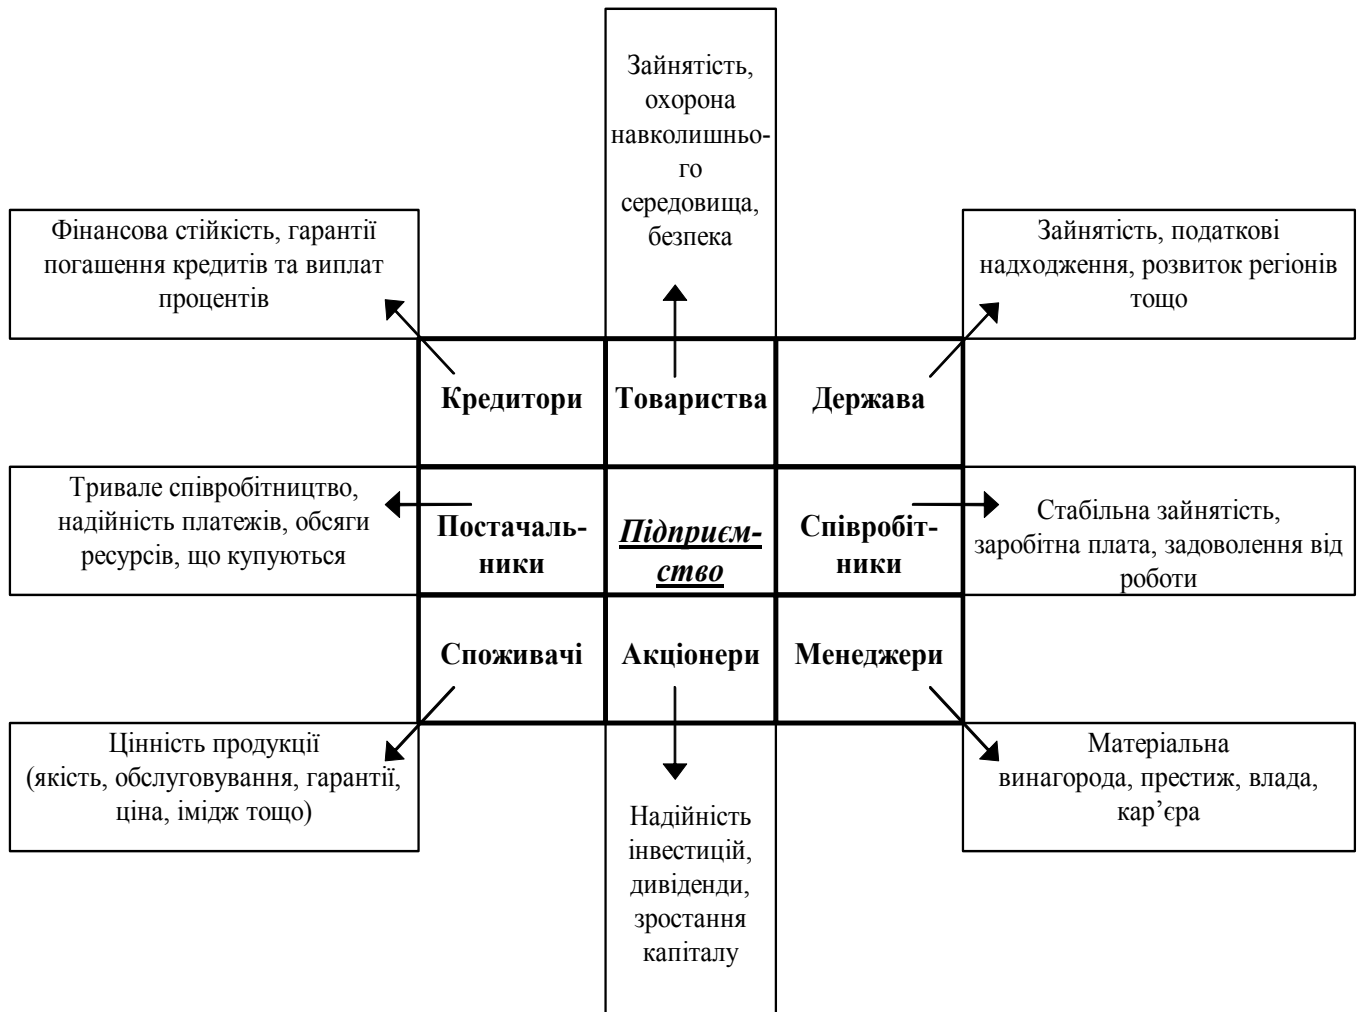 Зайнятість,
охорона
навколишньо-
го
середовища,
безпека
Фінансова стійкість, гарантії
погашення кредитів та виплат
процентів
Зайнятість, податкові
надходження, розвиток регіонів
тощо
Кредитори
Товариства
Держава
Тривале співробітництво,
надійність платежів, обсяги
ресурсів, що купуються
Постачаль-
ники
Підприєм-
ство
Співробіт-
ники
Стабільна зайнятість,
заробітна плата, задоволення від
роботи
Споживачі
Акціонери
Менеджери
Цінність продукції
(якість, обслуговування, гарантії,
ціна, імідж тощо)
Надійність
інвестицій,
дивіденди,
зростання
капіталу
Матеріальна
винагорода, престиж, влада,
кар’єра